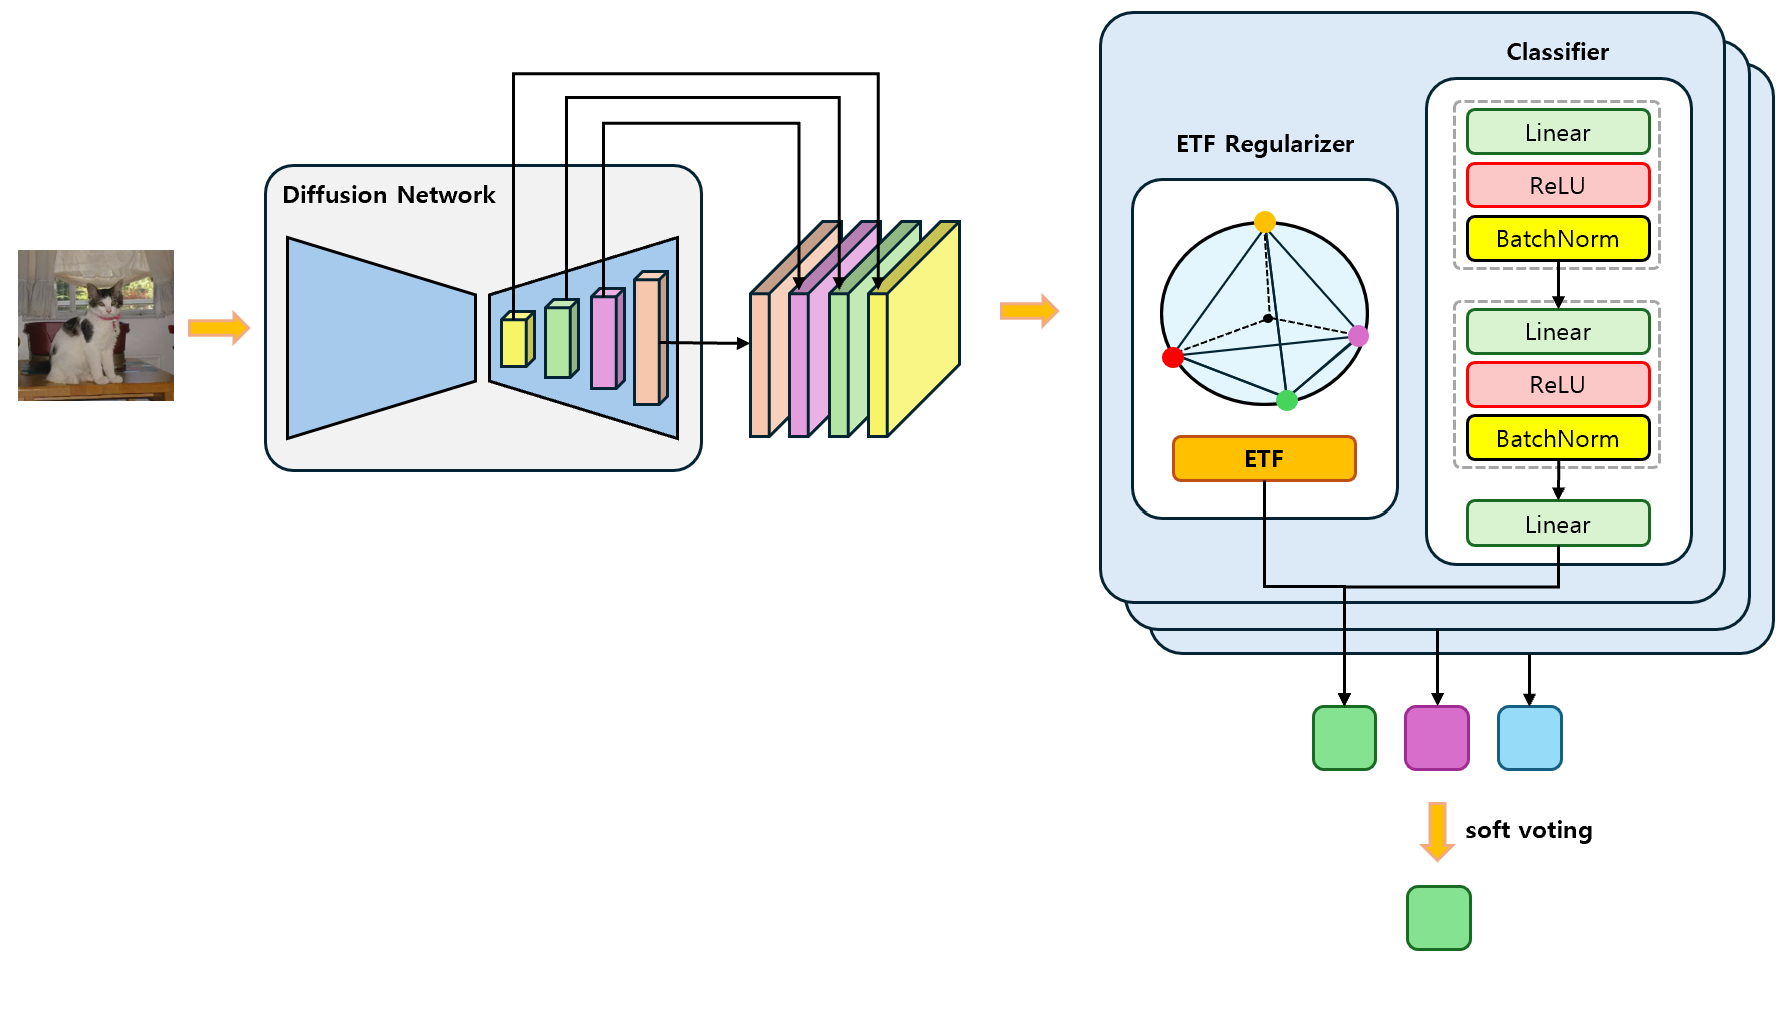 Diffusion Network
ETF Regularizer
ETF
Classifier
Linear
ReLU
BatchNorm
Linear
ReLU
BatchNorm
Linear
soft voting